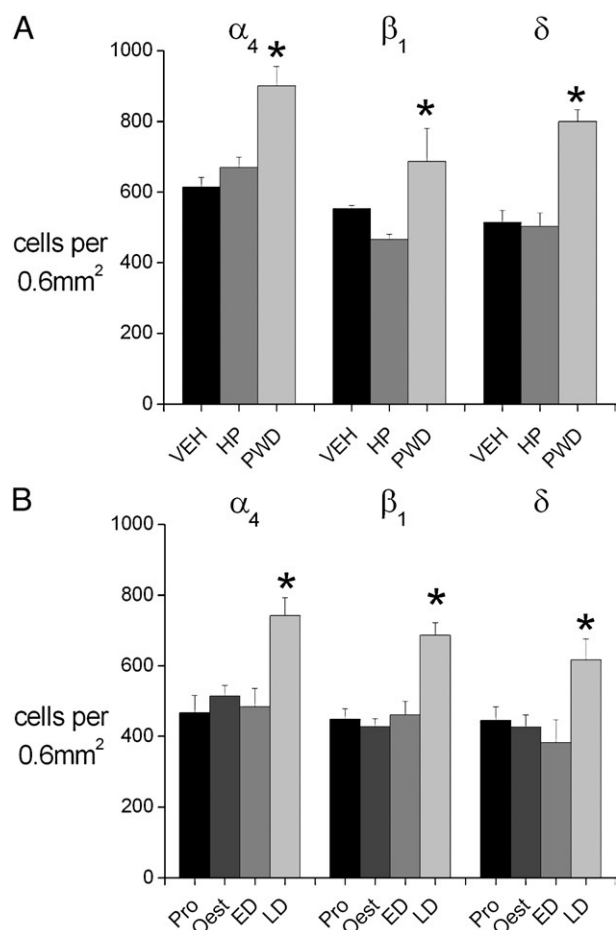 A
α₄ β₁ δ
* * *
1000
800
600
400
200
0
cells per
0.6mm²
VEH HP PWD VEH HP PWD VEH HP PWD
B
α₄ β₁ δ
* * *
1000
800
600
400
200
0
cells per
0.6mm²
Pro Oest ED LD Pro Oest ED LD Pro Oest ED LD